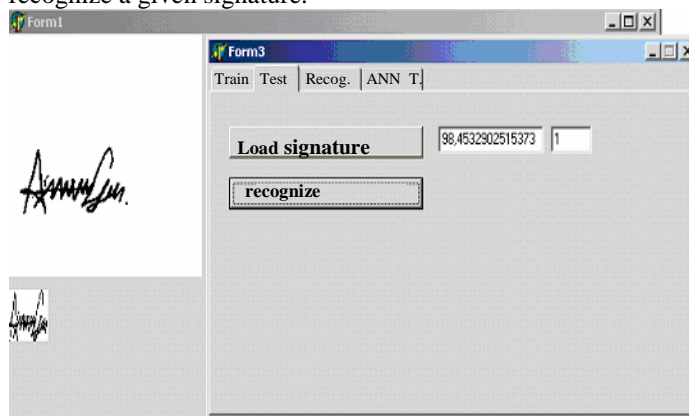 recognize a given signature.
Form1
Form3
Train Test Recog. ANN T.
Load signature 98,4532902515373 1
recognize